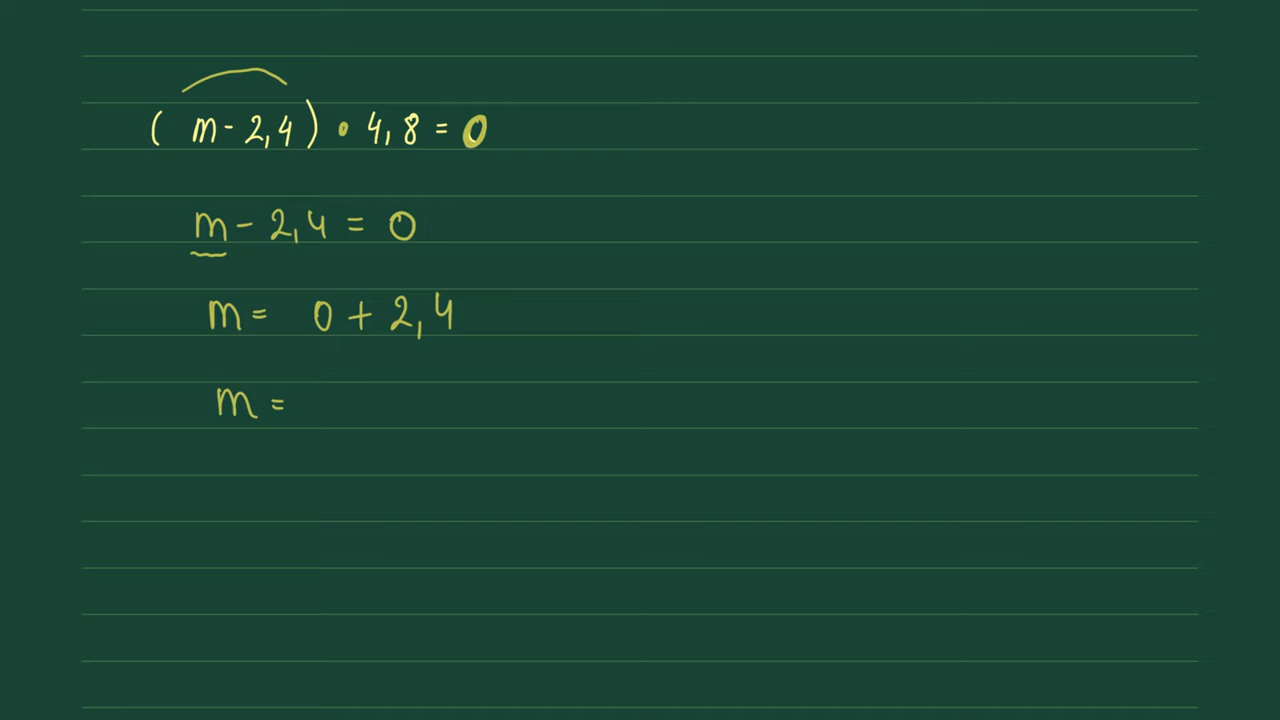 ( m - 2,4 ) • 4,8 = 0
m - 2,4 = 0
m = 0 + 2,4
m =